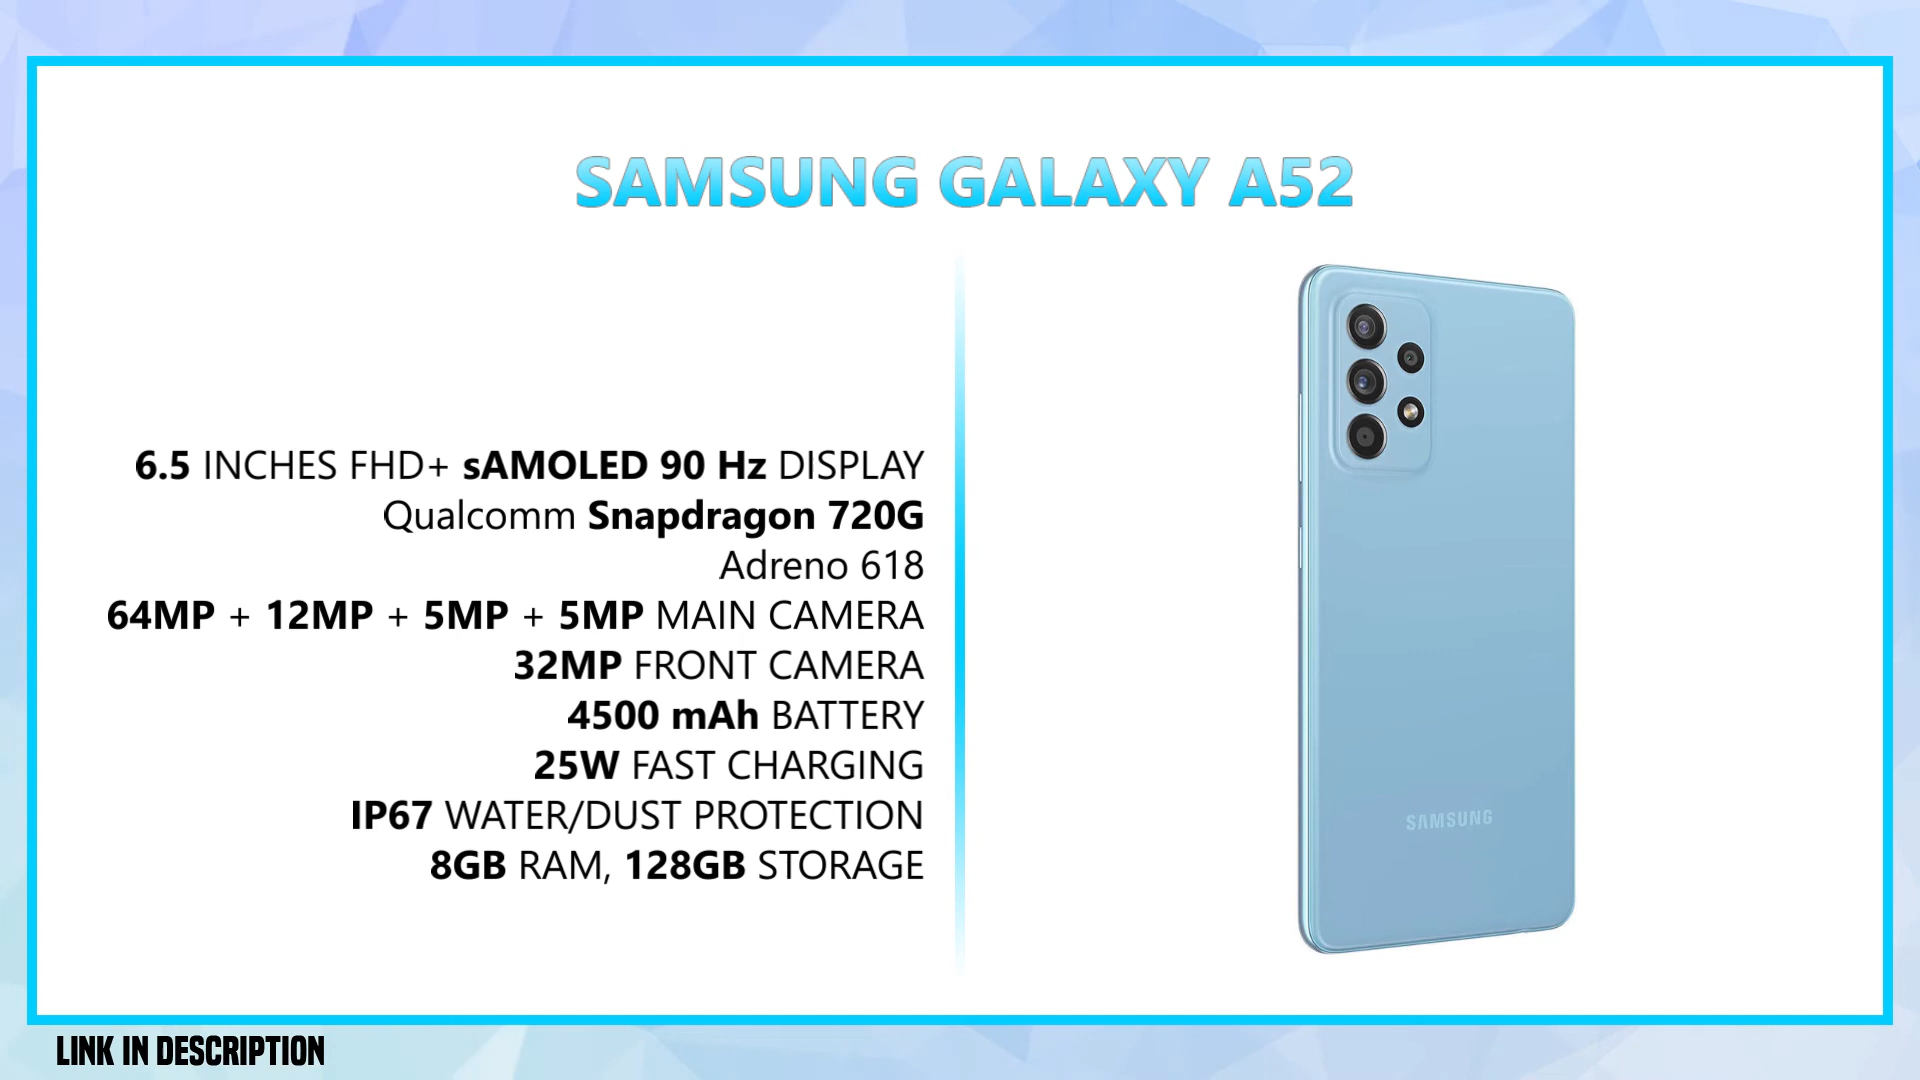 SAMSUNG GALAXY A52
6.5 INCHES FHD+ sAMOLED 90 Hz DISPLAY
Qualcomm Snapdragon 720G
Adreno 618
64MP + 12MP + 5MP + 5MP MAIN CAMERA
32MP FRONT CAMERA
4500 mAh BATTERY
25W FAST CHARGING
IP67 WATER/DUST PROTECTION
8GB RAM, 128GB STORAGE
SAMSUNG
LINK IN DESCRIPTION